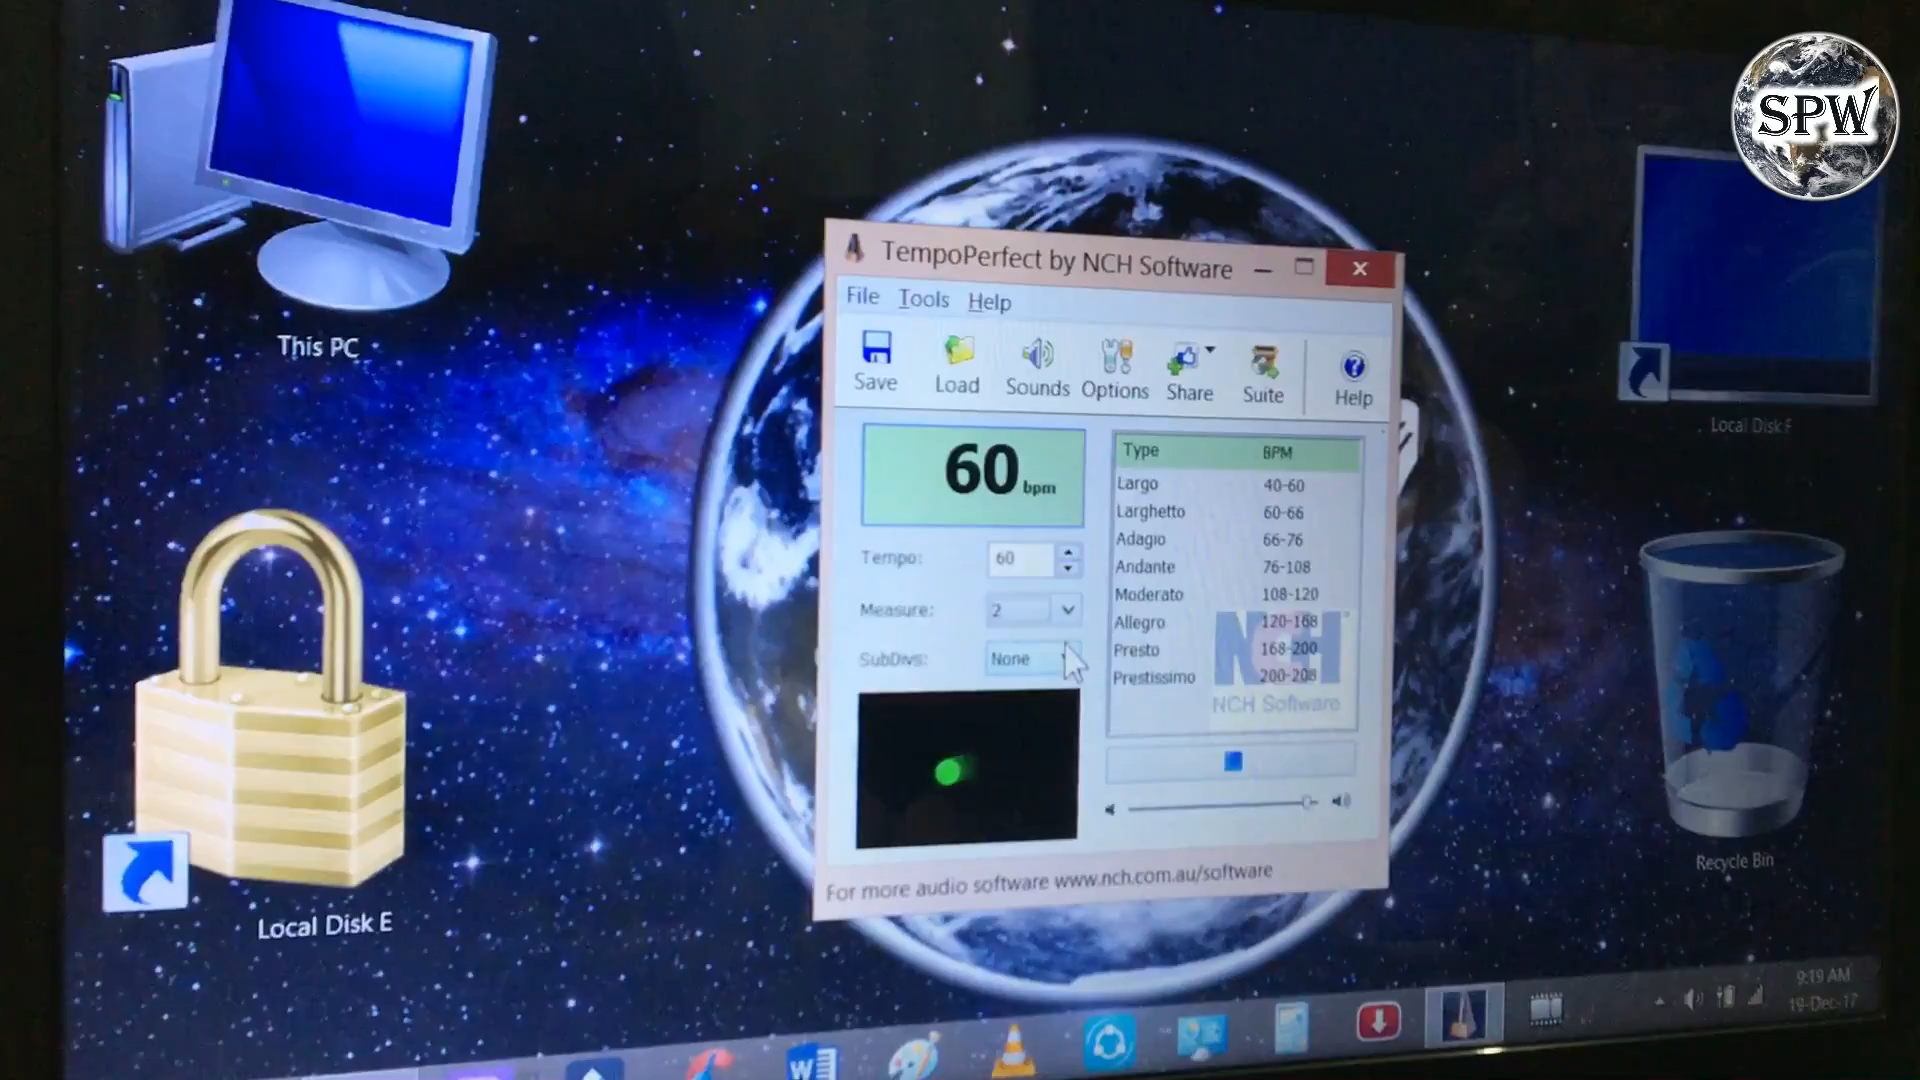 SPW
This PC
Local Disk E
Local Disk F
Recycle Bin
TempoPerfect by NCH Software
File Tools Help
Save Load Sounds Options Share Suite Help
60 bpm
Tempo: 60
Measure: 2
SubDivs: None
Type BPM
Largo 40-60
Larghetto 60-66
Adagio 66-76
Andante 76-108
Moderato 108-120
Allegro 120-168
Presto 168-200
Prestissimo 200-208
NCH
NCH Software
For more audio software www.nch.com.au/software
W
9:19 AM
19-Dec-17